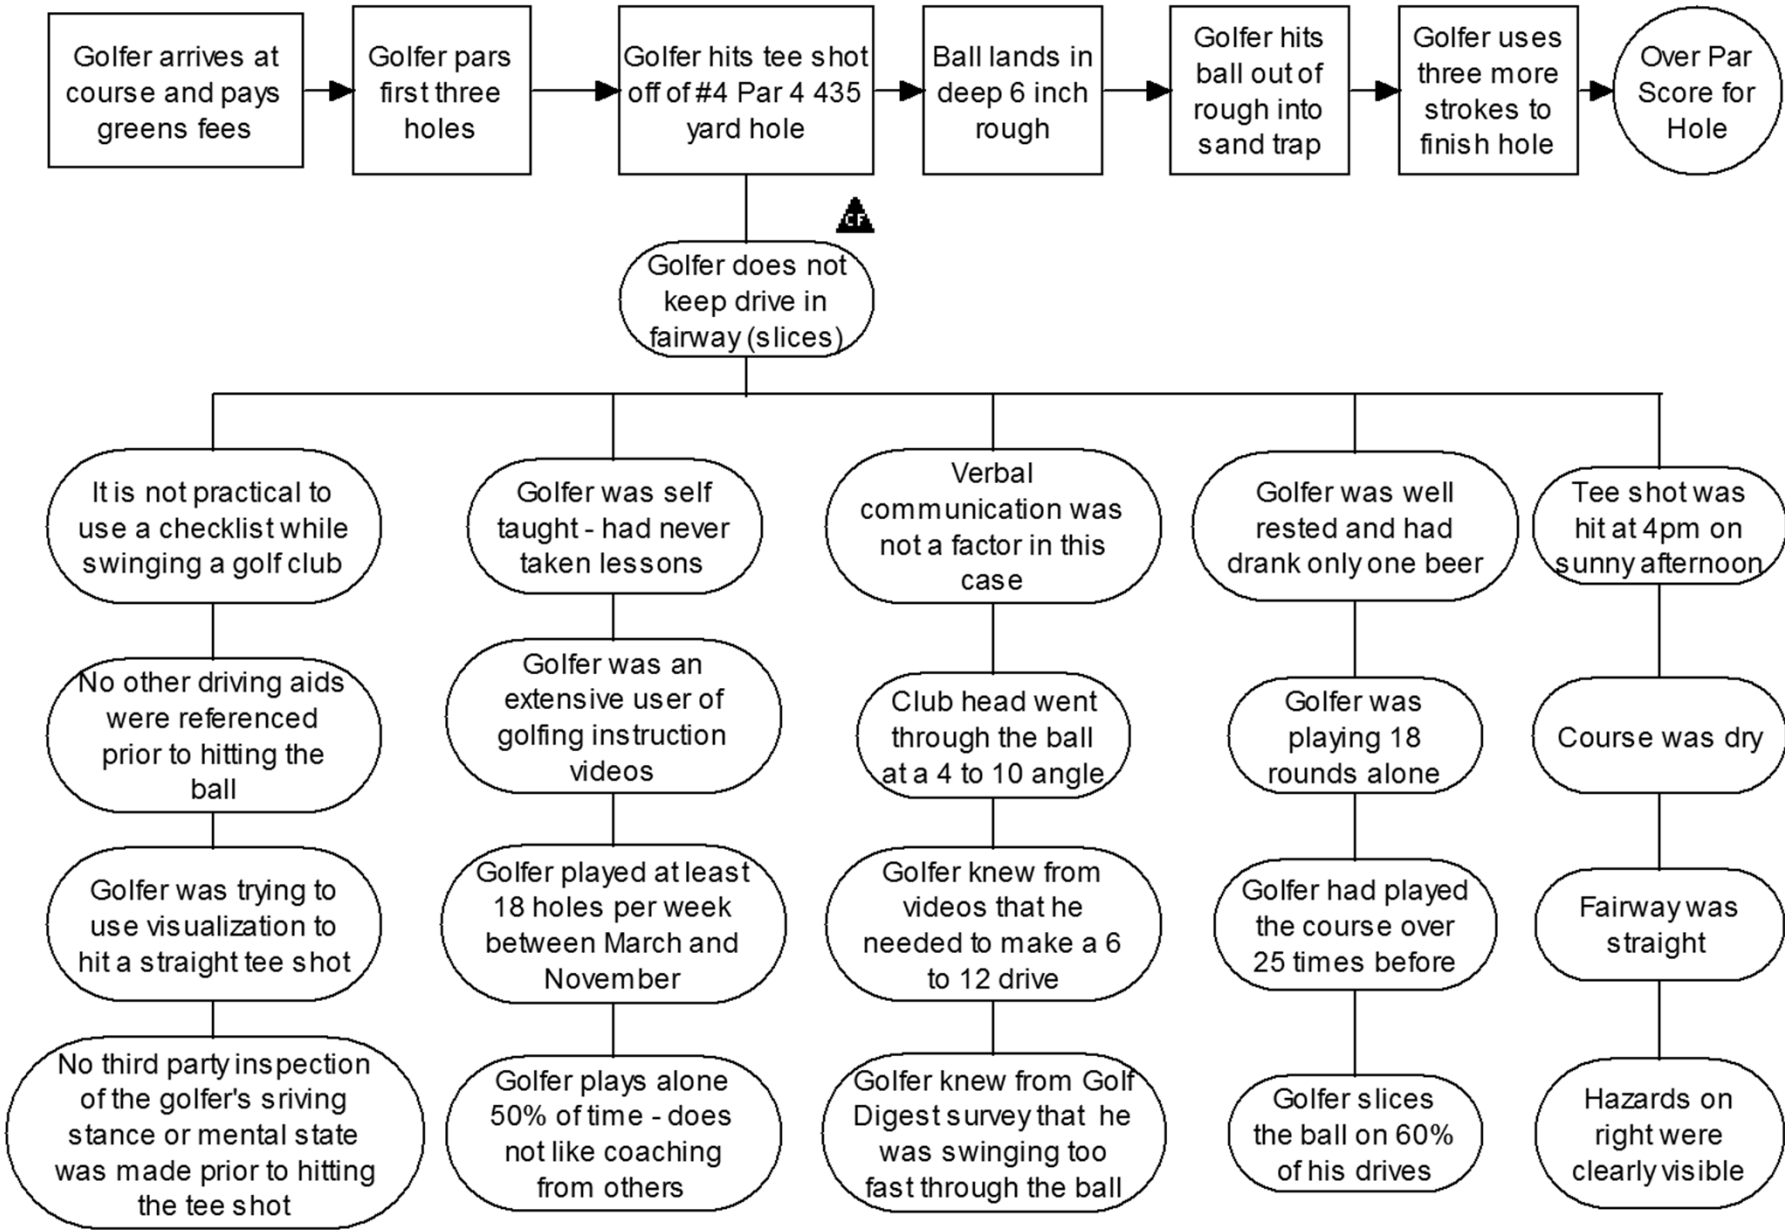 Golfer arrives at
course and pays
greens fees
Golfer pars
first three
holes
Golfer hits tee shot
off of #4 Par 4 435
yard hole
Ball lands in
deep 6 inch
rough
Golfer hits
ball out of
rough into
sand trap
Golfer uses
three more
strokes to
finish hole
Over Par
Score for
Hole
CF
Golfer does not
keep drive in
fairway (slices)
It is not practical to
use a checklist while
swinging a golf club
No other driving aids
were referenced
prior to hitting the
ball
Golfer was trying to
use visualization to
hit a straight tee shot
No third party inspection
of the golfer's sriving
stance or mental state
was made prior to hitting
the tee shot
Golfer was self
taught - had never
taken lessons
Golfer was an
extensive user of
golfing instruction
videos
Golfer played at least
18 holes per week
between March and
November
Golfer plays alone
50% of time - does
not like coaching
from others
Verbal
communication was
not a factor in this
case
Club head went
through the ball
at a 4 to 10 angle
Golfer knew from
videos that he
needed to make a 6
to 12 drive
Golfer knew from Golf
Digest survey that he
was swinging too
fast through the ball
Golfer was well
rested and had
drank only one beer
Golfer was
playing 18
rounds alone
Golfer had played
the course over
25 times before
Golfer slices
the ball on 60%
of his drives
Tee shot was
hit at 4pm on
sunny afternoon
Course was dry
Fairway was
straight
Hazards on
right were
clearly visible